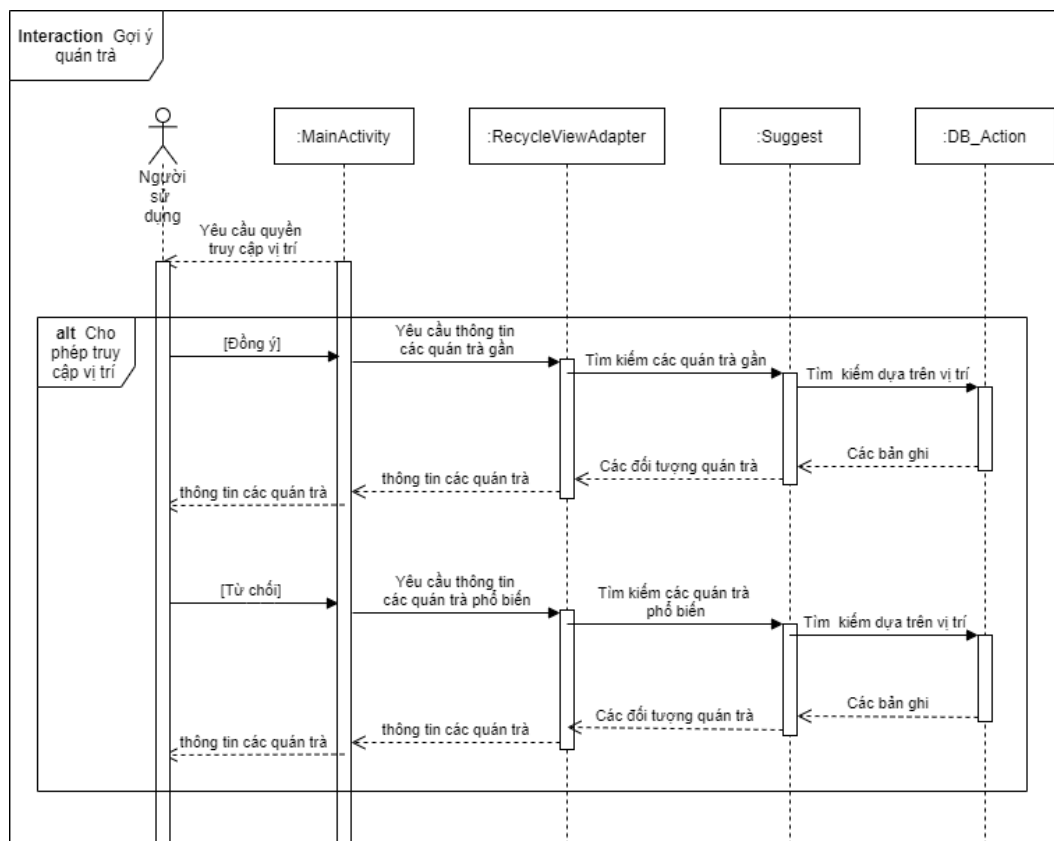 Interaction Gợi ý
quán trà
:MainActivity
:RecycleViewAdapter
:Suggest
:DB_Action
Người
sử
dụng
Yêu cầu quyền
truy cập vị trí
alt Cho
phép truy
cập vị trí
[Đồng ý]
Yêu cầu thông tin
các quán trà gần
Tìm kiếm các quán trà gần
Tìm kiếm dựa trên vị trí
Các bản ghi
Các đối tượng quán trà
thông tin các quán trà
thông tin các quán trà
[Từ chối]
Yêu cầu thông tin
các quán trà phổ biến
Tìm kiếm các quán trà
phổ biến
Tìm kiếm dựa trên vị trí
Các bản ghi
Các đối tượng quán trà
thông tin các quán trà
thông tin các quán trà